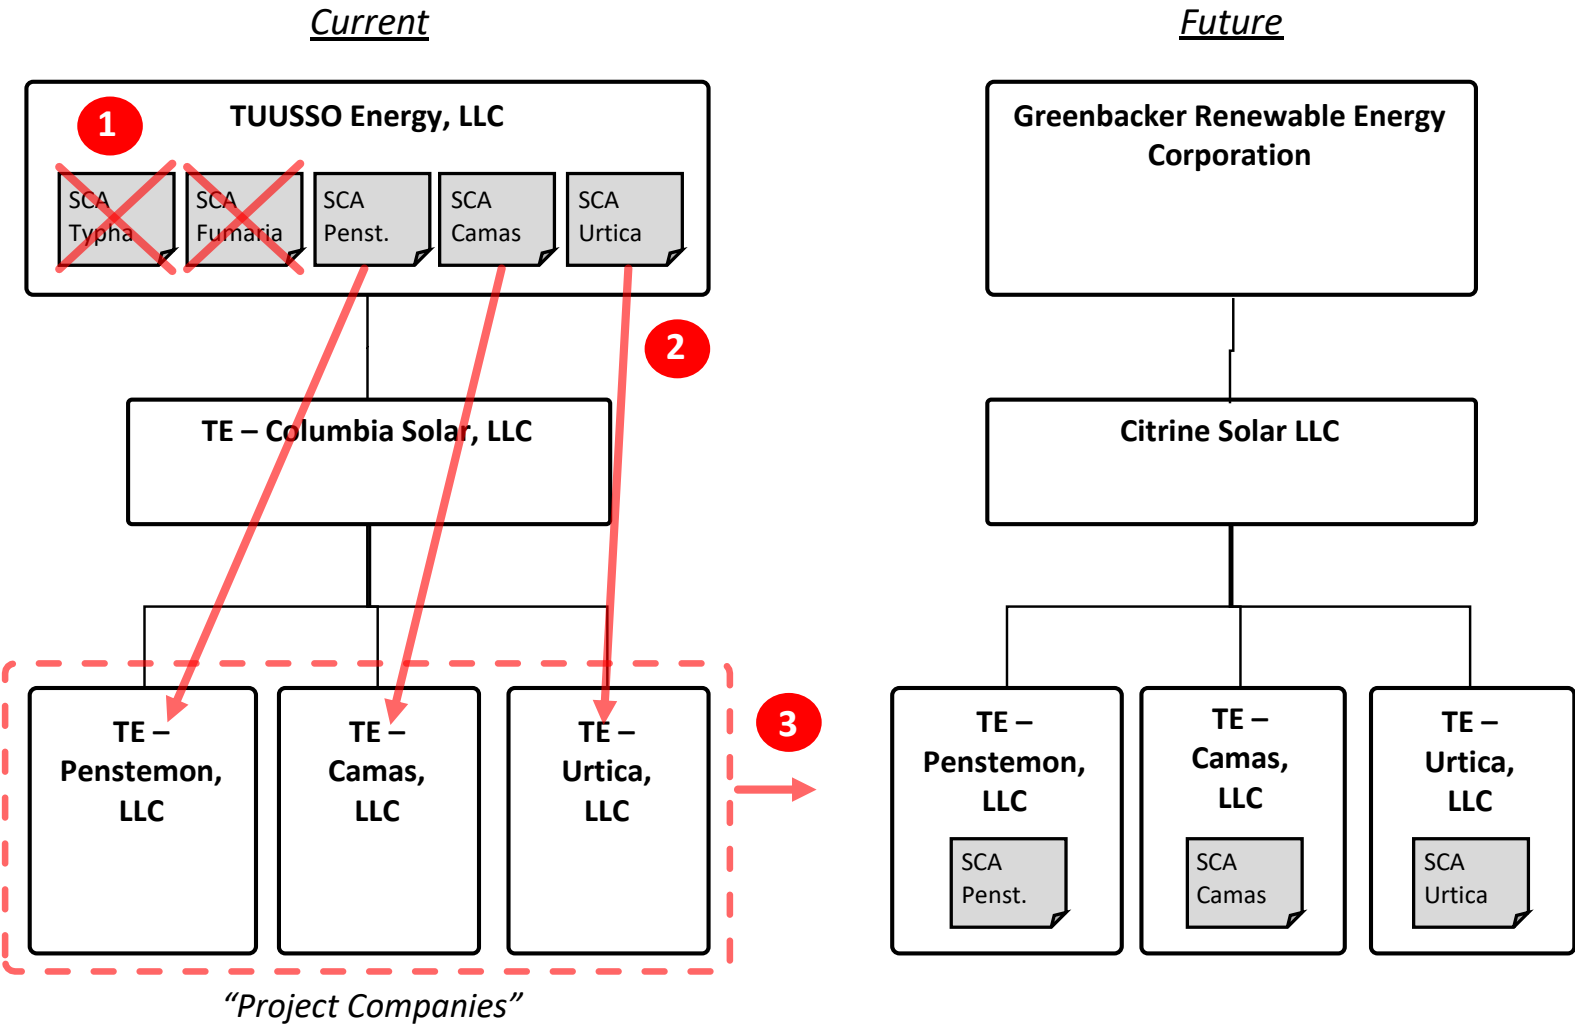 Current
Future
1
TUUSSO Energy, LLC
SCA
Typha
SCA
Fumaria
SCA
Penst.
SCA
Camas
SCA
Urtica
2
TE – Columbia Solar, LLC
TE –
Penstemon,
LLC
TE –
Camas,
LLC
TE –
Urtica,
LLC
“Project Companies”
3
Greenbacker Renewable Energy
Corporation
Citrine Solar LLC
TE –
Penstemon,
LLC
SCA
Penst.
TE –
Camas,
LLC
SCA
Camas
TE –
Urtica,
LLC
SCA
Urtica